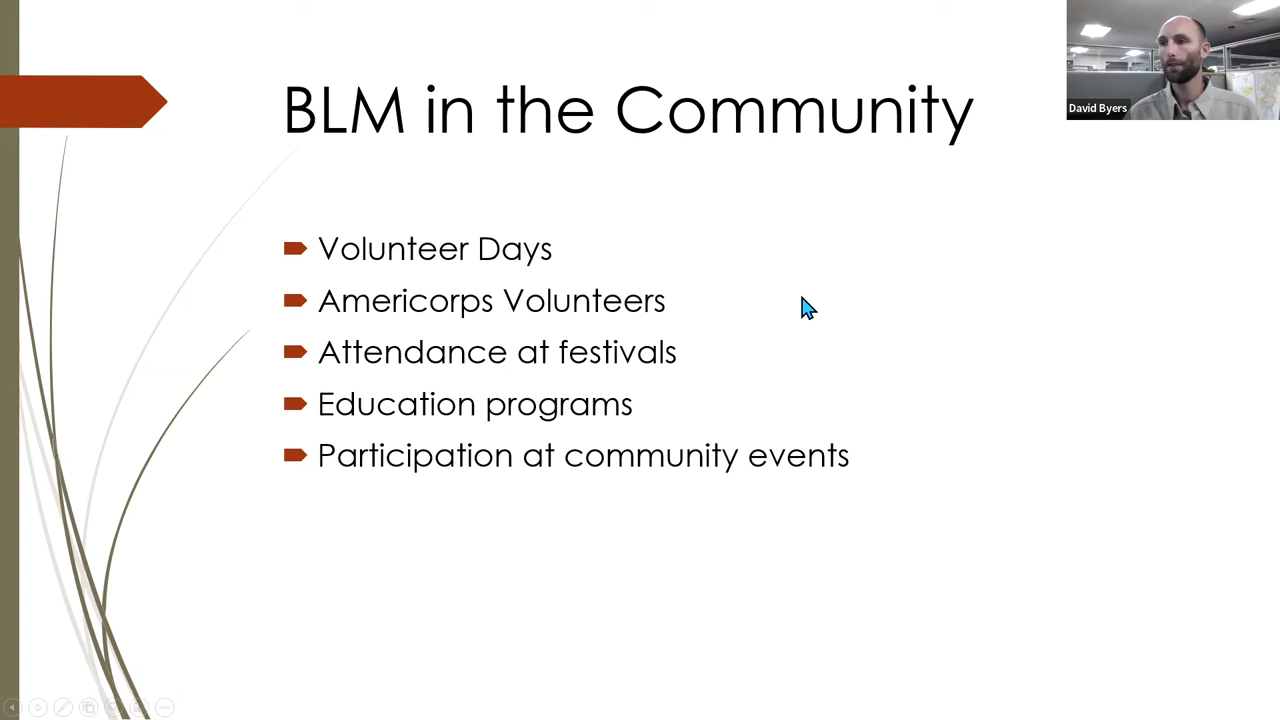 BLM in the Community
David Byers
Volunteer Days
Americorps Volunteers
Attendance at festivals
Education programs
Participation at community events